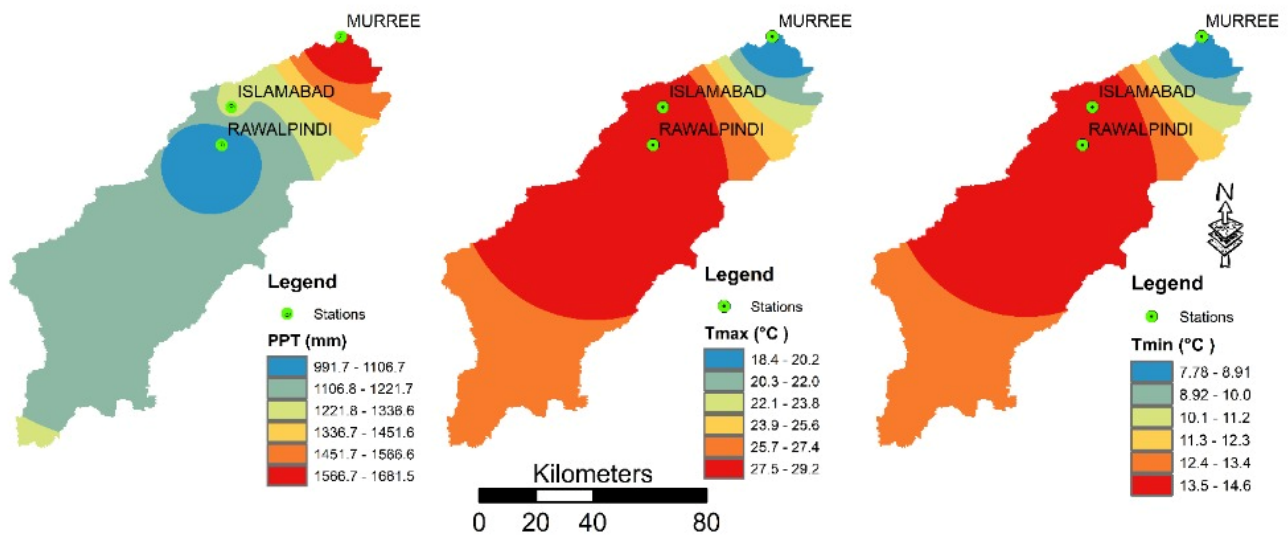 MURREE
ISLAMABAD
RAWALPINDI
Legend
Stations
PPT (mm)
991.7 - 1106.7
1106.8 - 1221.7
1221.8 - 1336.6
1336.7 - 1451.6
1451.7 - 1566.6
1566.7 - 1681.5
MURREE
ISLAMABAD
RAWALPINDI
Legend
Stations
Tmax (°C)
18.4 - 20.2
20.3 - 22.0
22.1 - 23.8
23.9 - 25.6
25.7 - 27.4
27.5 - 29.2
Kilometers
0 20 40 80
MURREE
ISLAMABAD
RAWALPINDI
N
Legend
Stations
Tmin (°C )
7.78 - 8.91
8.92 - 10.0
10.1 - 11.2
11.3 - 12.3
12.4 - 13.4
13.5 - 14.6